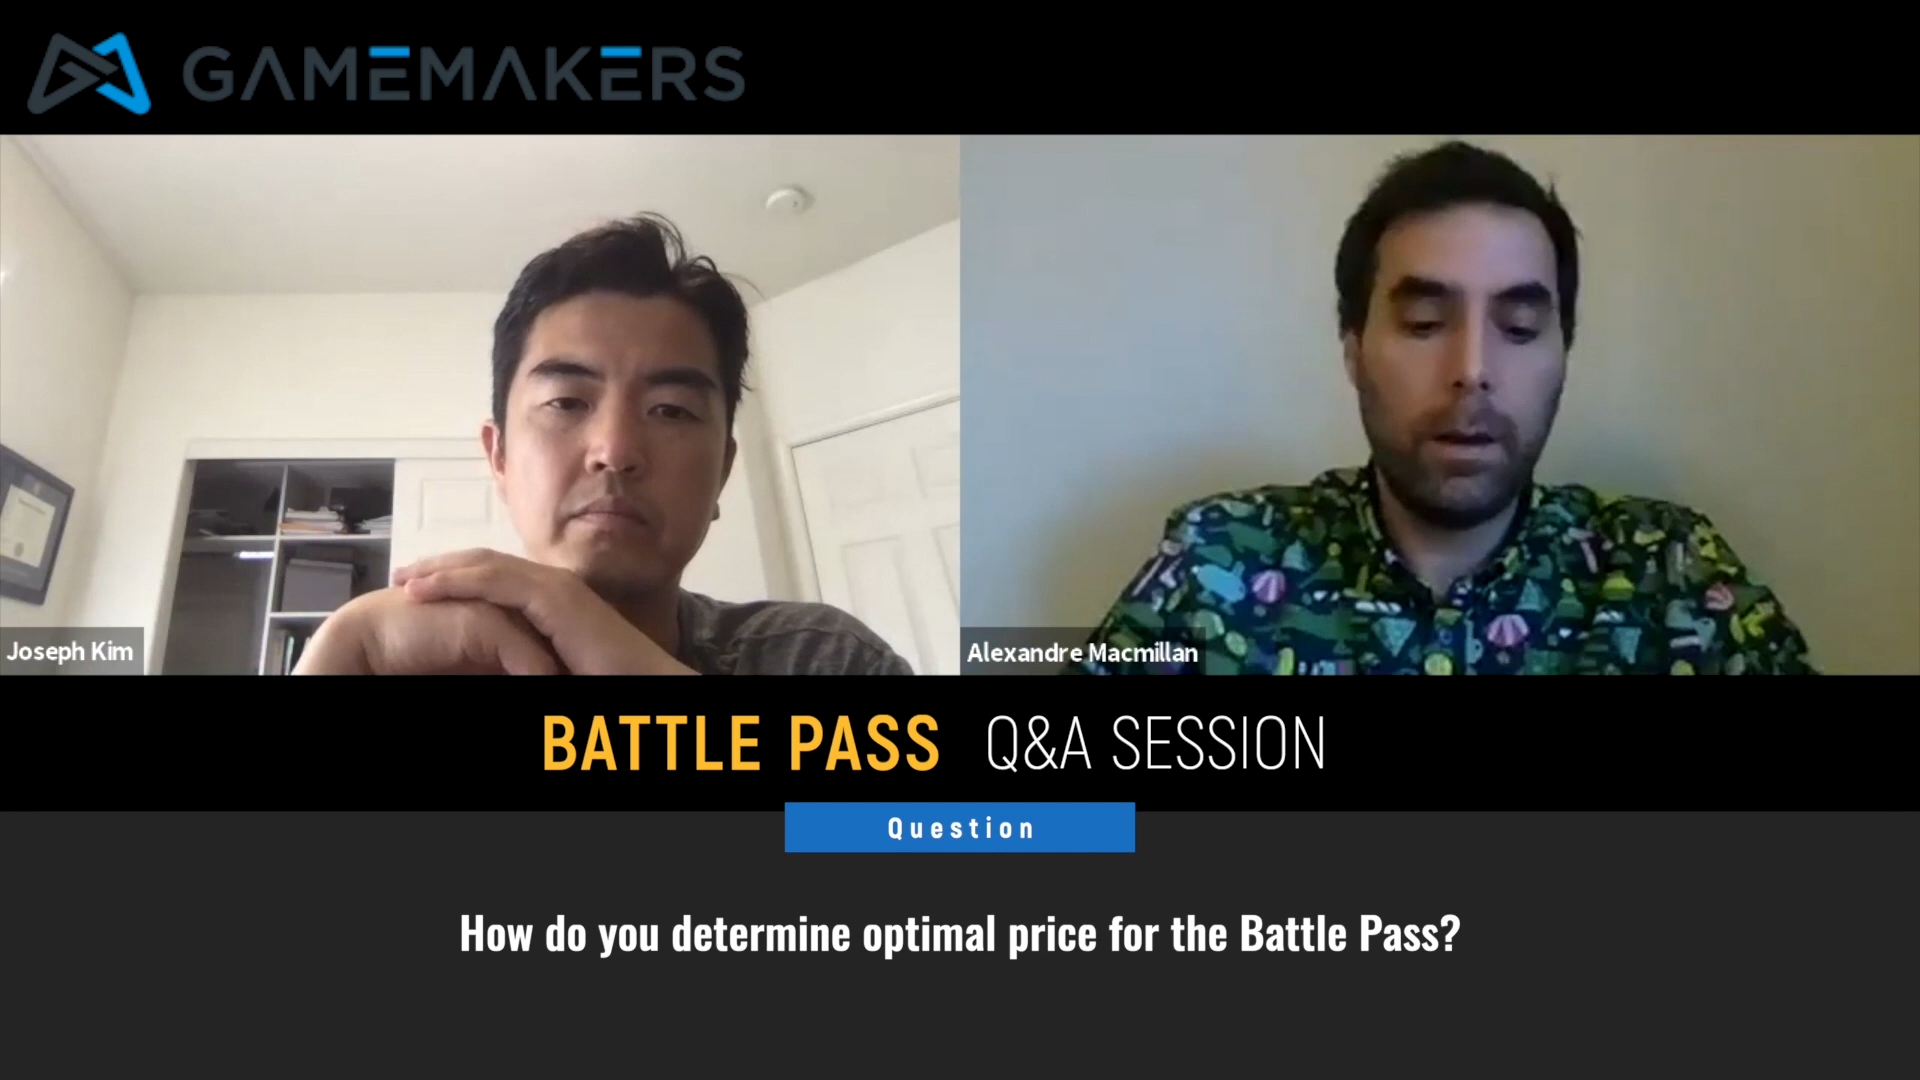 GAMEMAKERS
Joseph Kim
Alexandre Macmillan
BATTLE PASS Q&A SESSION
Question
How do you determine optimal price for the Battle Pass?